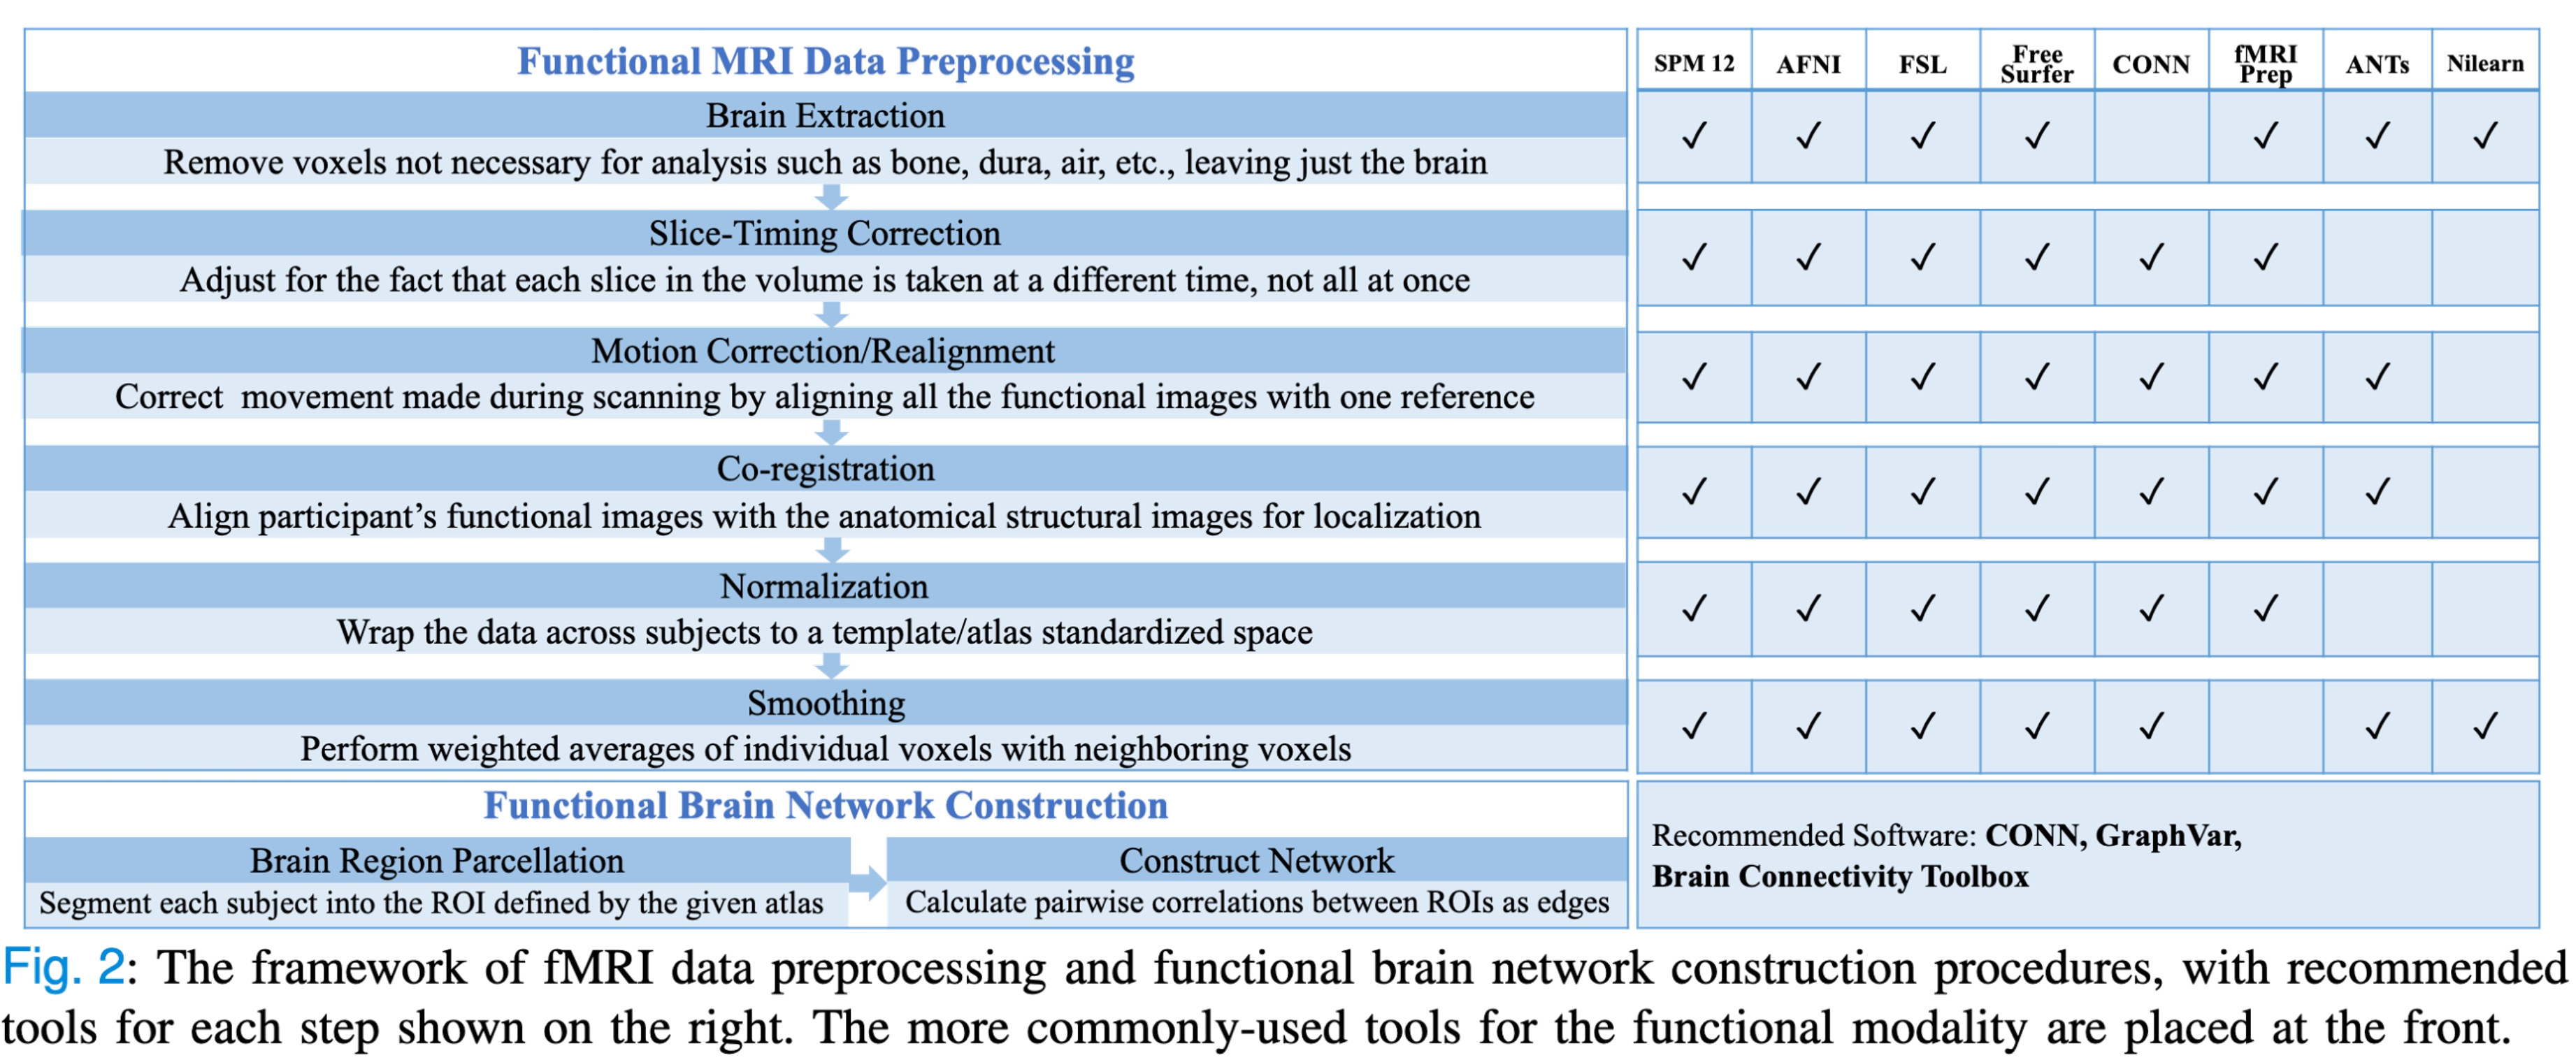 Functional MRI Data Preprocessing
SPM 12 AFNI FSL Free Surfer CONN fMRI Prep ANTs Nilearn
Brain Extraction
Remove voxels not necessary for analysis such as bone, dura, air, etc., leaving just the brain
✓ ✓ ✓ ✓ ✓ ✓ ✓
Slice-Timing Correction
Adjust for the fact that each slice in the volume is taken at a different time, not all at once
✓ ✓ ✓ ✓ ✓ ✓
Motion Correction/Realignment
Correct movement made during scanning by aligning all the functional images with one reference
✓ ✓ ✓ ✓ ✓ ✓ ✓
Co-registration
Align participant’s functional images with the anatomical structural images for localization
✓ ✓ ✓ ✓ ✓ ✓ ✓
Normalization
Wrap the data across subjects to a template/atlas standardized space
✓ ✓ ✓ ✓ ✓ ✓
Smoothing
Perform weighted averages of individual voxels with neighboring voxels
✓ ✓ ✓ ✓ ✓ ✓ ✓
Functional Brain Network Construction
Brain Region Parcellation
Segment each subject into the ROI defined by the given atlas
Construct Network
Calculate pairwise correlations between ROIs as edges
Recommended Software: CONN, GraphVar,
Brain Connectivity Toolbox
Fig. 2: The framework of fMRI data preprocessing and functional brain network construction procedures, with recommended
tools for each step shown on the right. The more commonly-used tools for the functional modality are placed at the front.